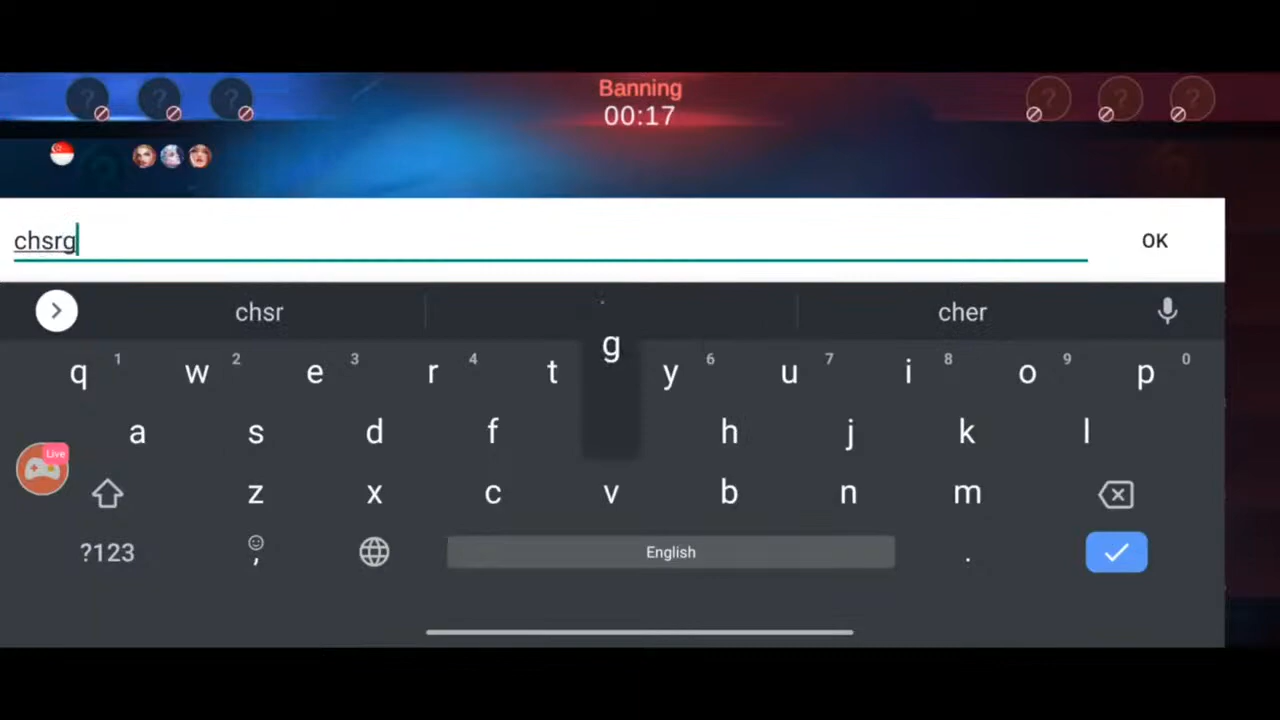 Banning
00:17
chsrg
OK
chsr
cher
g
q 1 w 2 e 3 r 4 t y 6 u 7 i 8 o 9 p 0
a s d f h j k l
Live
z x c v b n m
?123 , English .